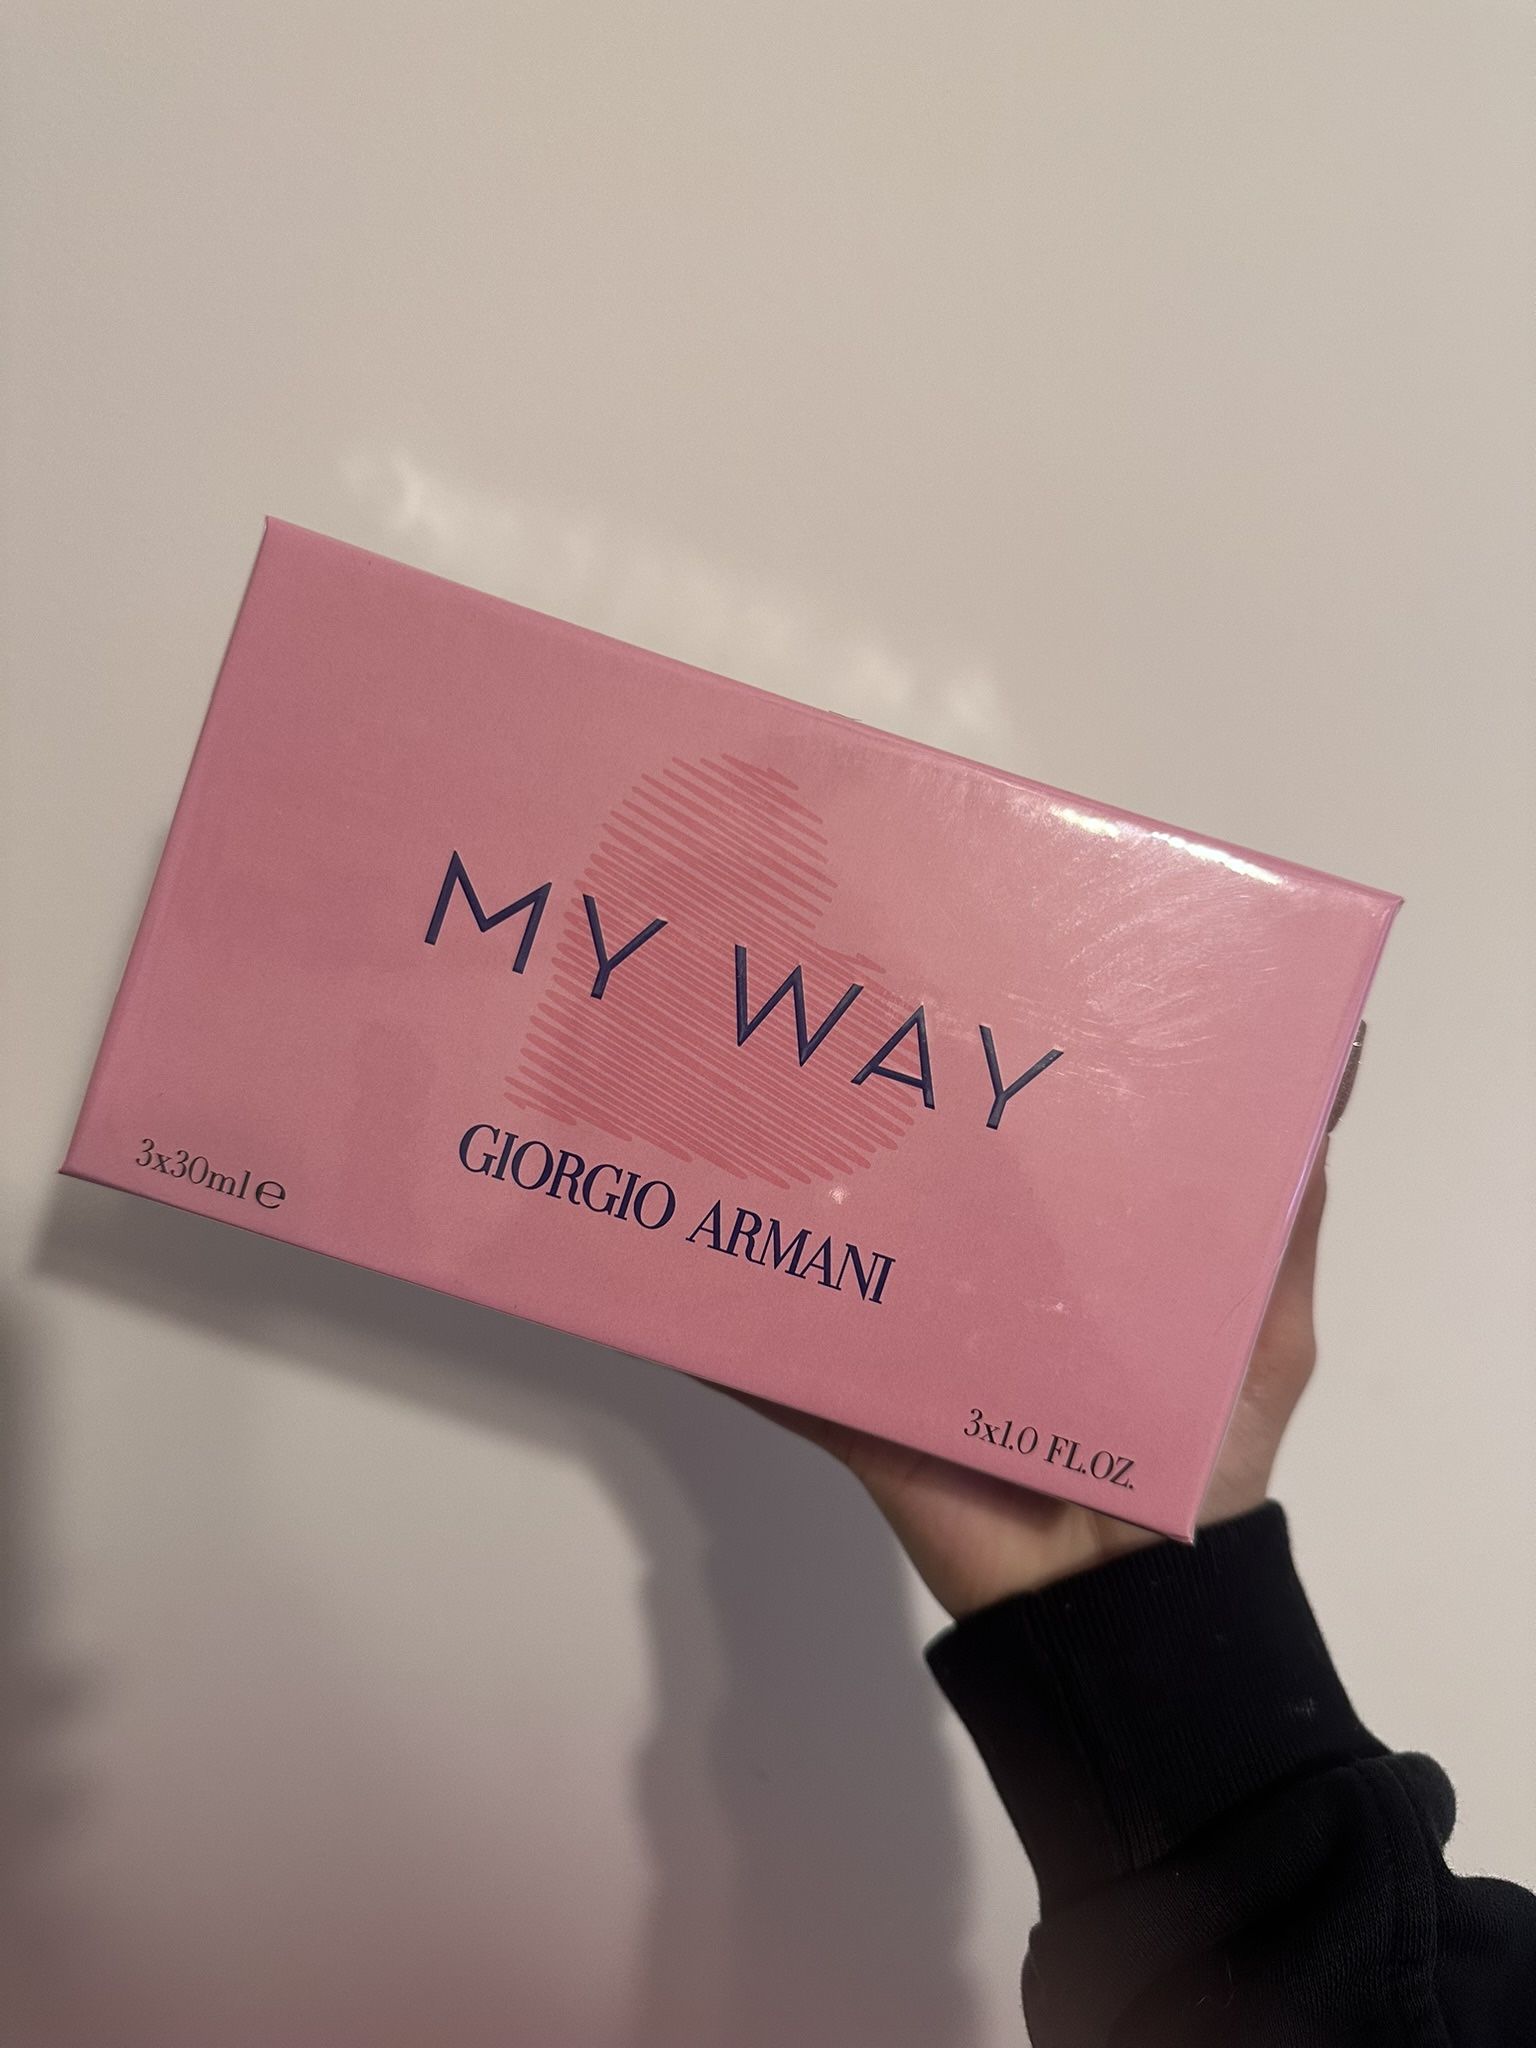 MY WAY
GIORGIO ARMANI
3x30ml ℮
3x1.0 FL.OZ.